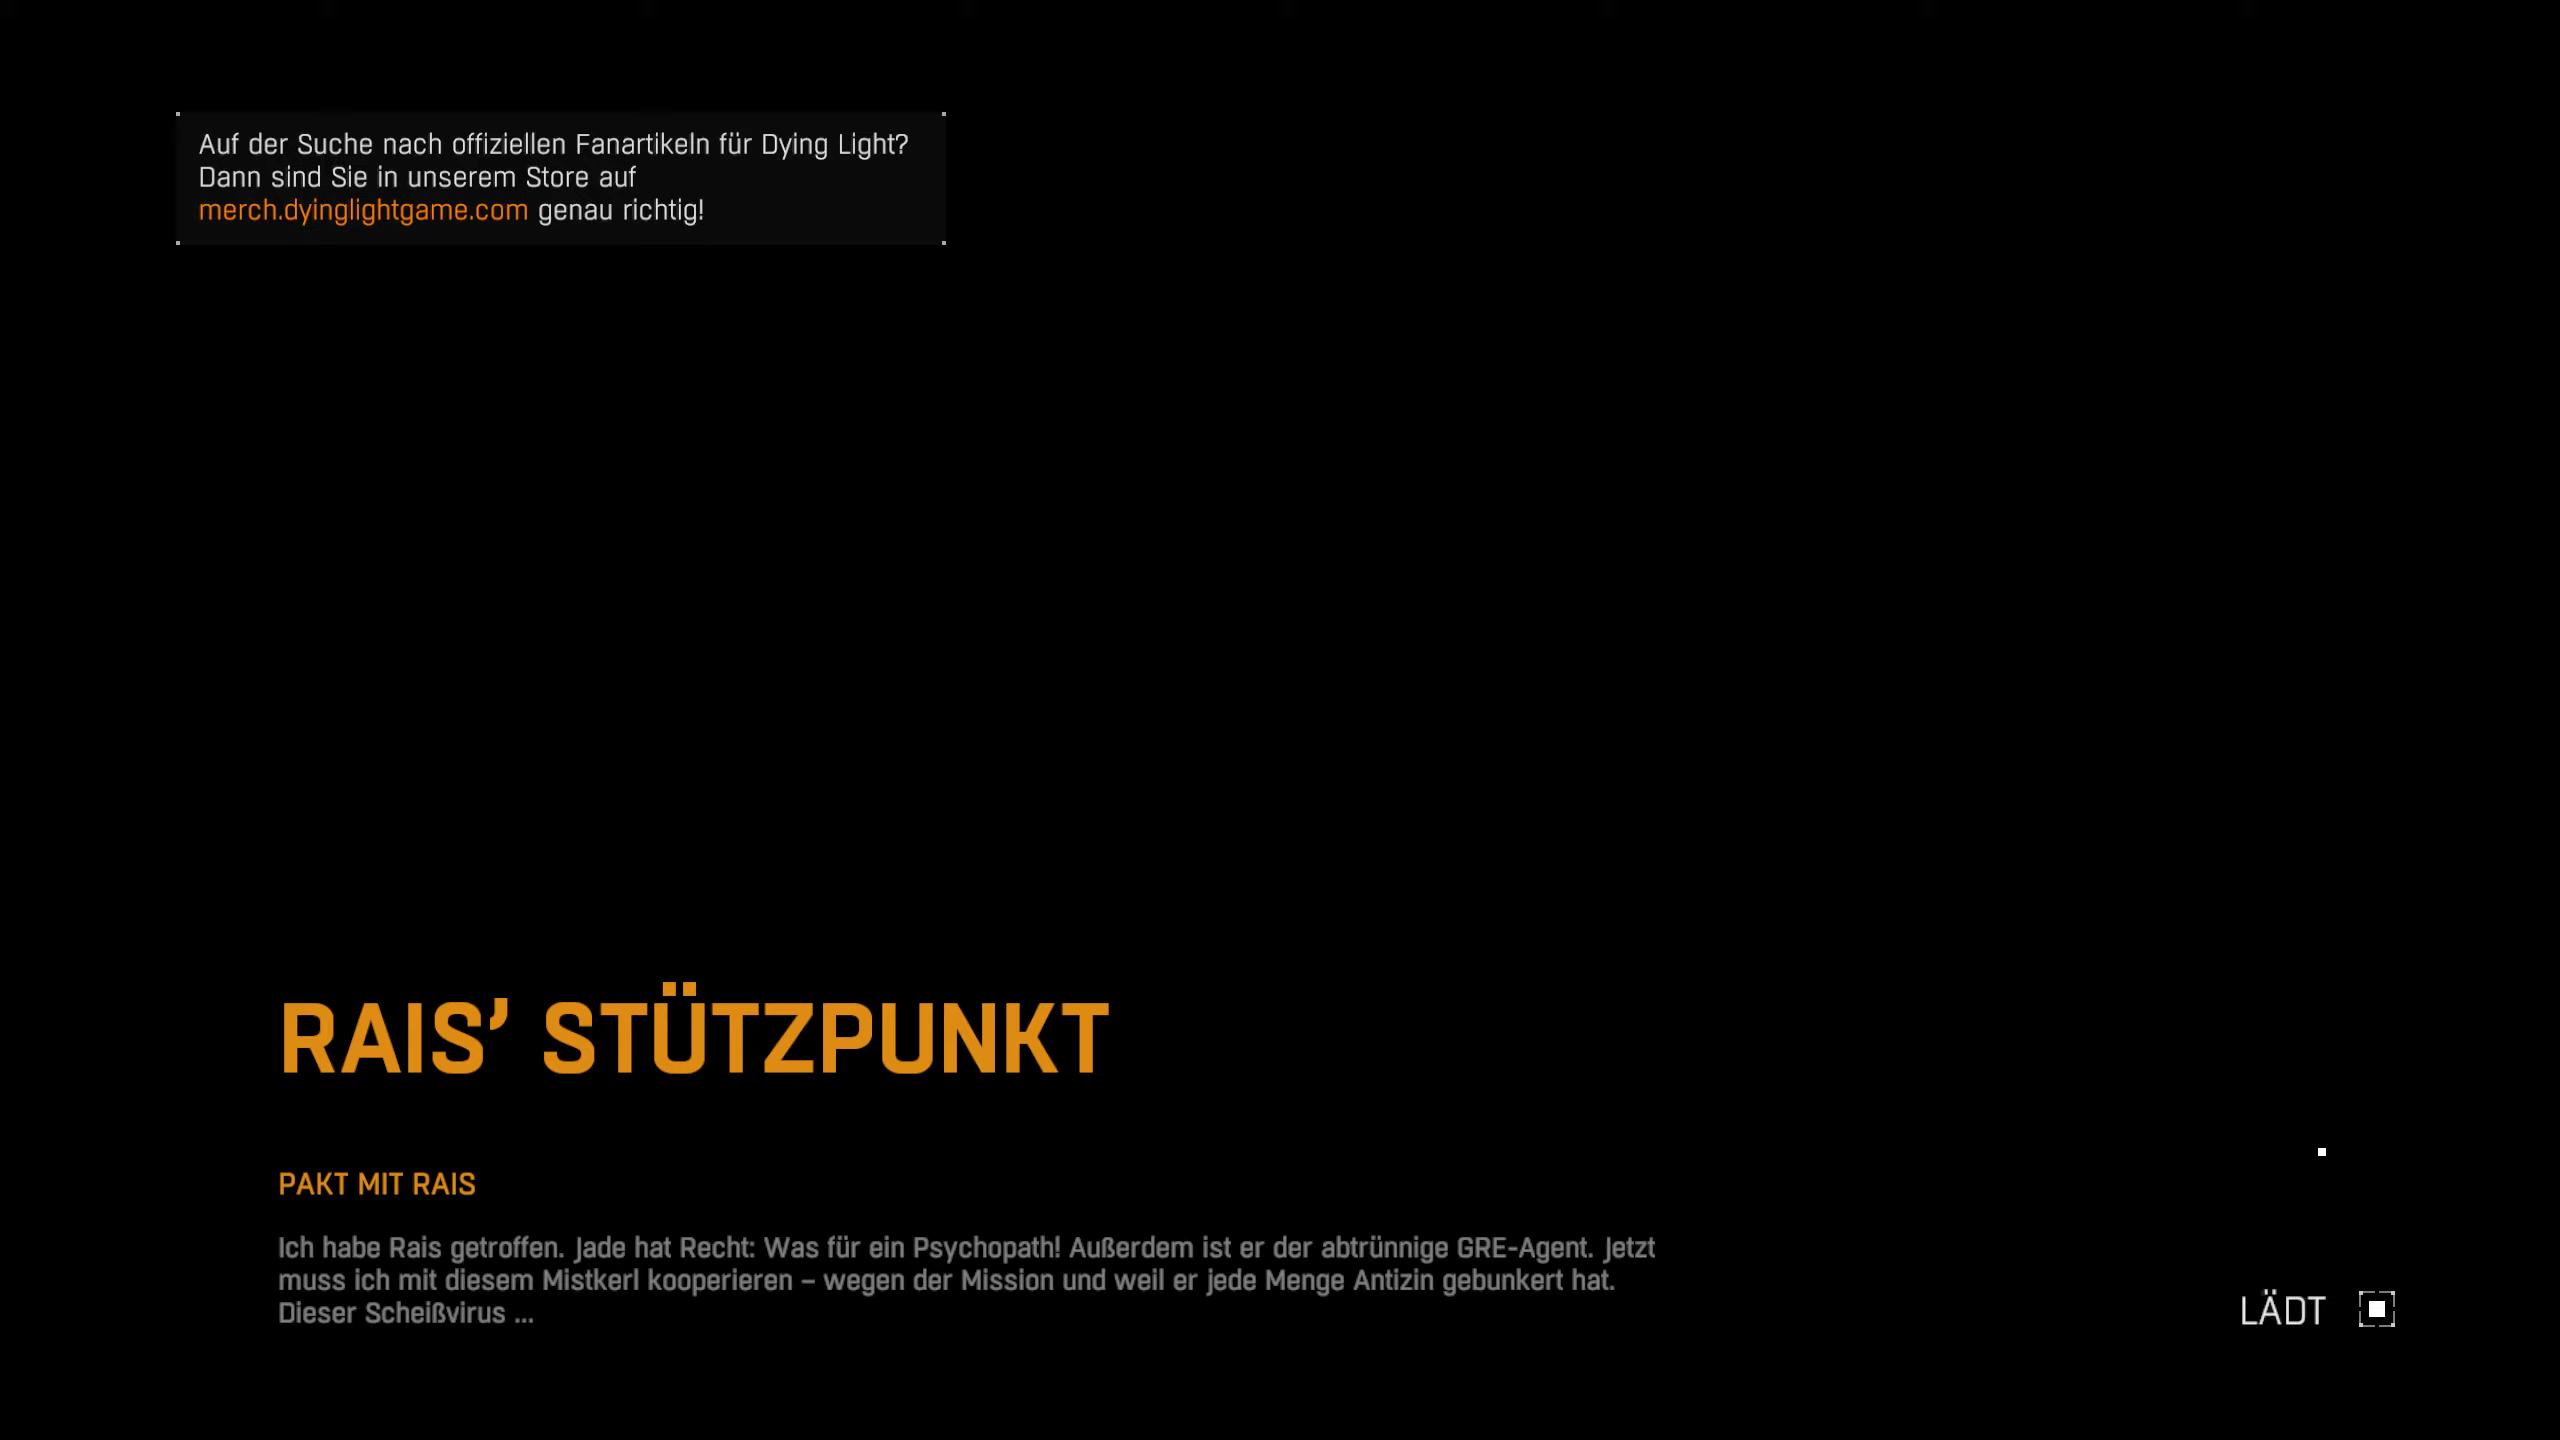 Auf der Suche nach offiziellen Fanartikeln für Dying Light?
Dann sind Sie in unserem Store auf
merch.dyinglightgame.com genau richtig!
RAIS’ STÜTZPUNKT
PAKT MIT RAIS
Ich habe Rais getroffen. Jade hat Recht: Was für ein Psychopath! Außerdem ist er der abtrünnige GRE-Agent. Jetzt
muss ich mit diesem Mistkerl kooperieren – wegen der Mission und weil er jede Menge Antizin gebunkert hat.
Dieser Scheißvirus ...
LÄDT